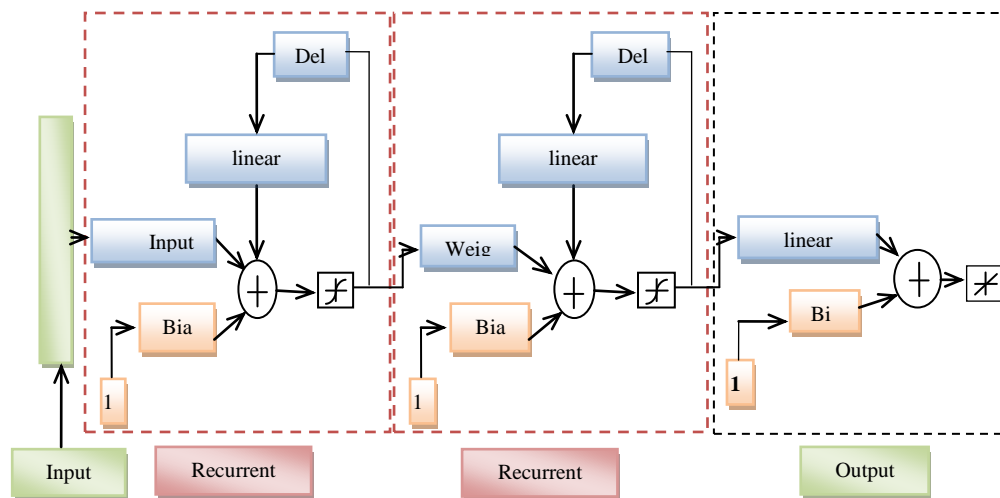 Del
Del
linear
linear
Input
Weig
linear
Bia
Bia
Bi
1
1
1
Input
Recurrent
Recurrent
Output